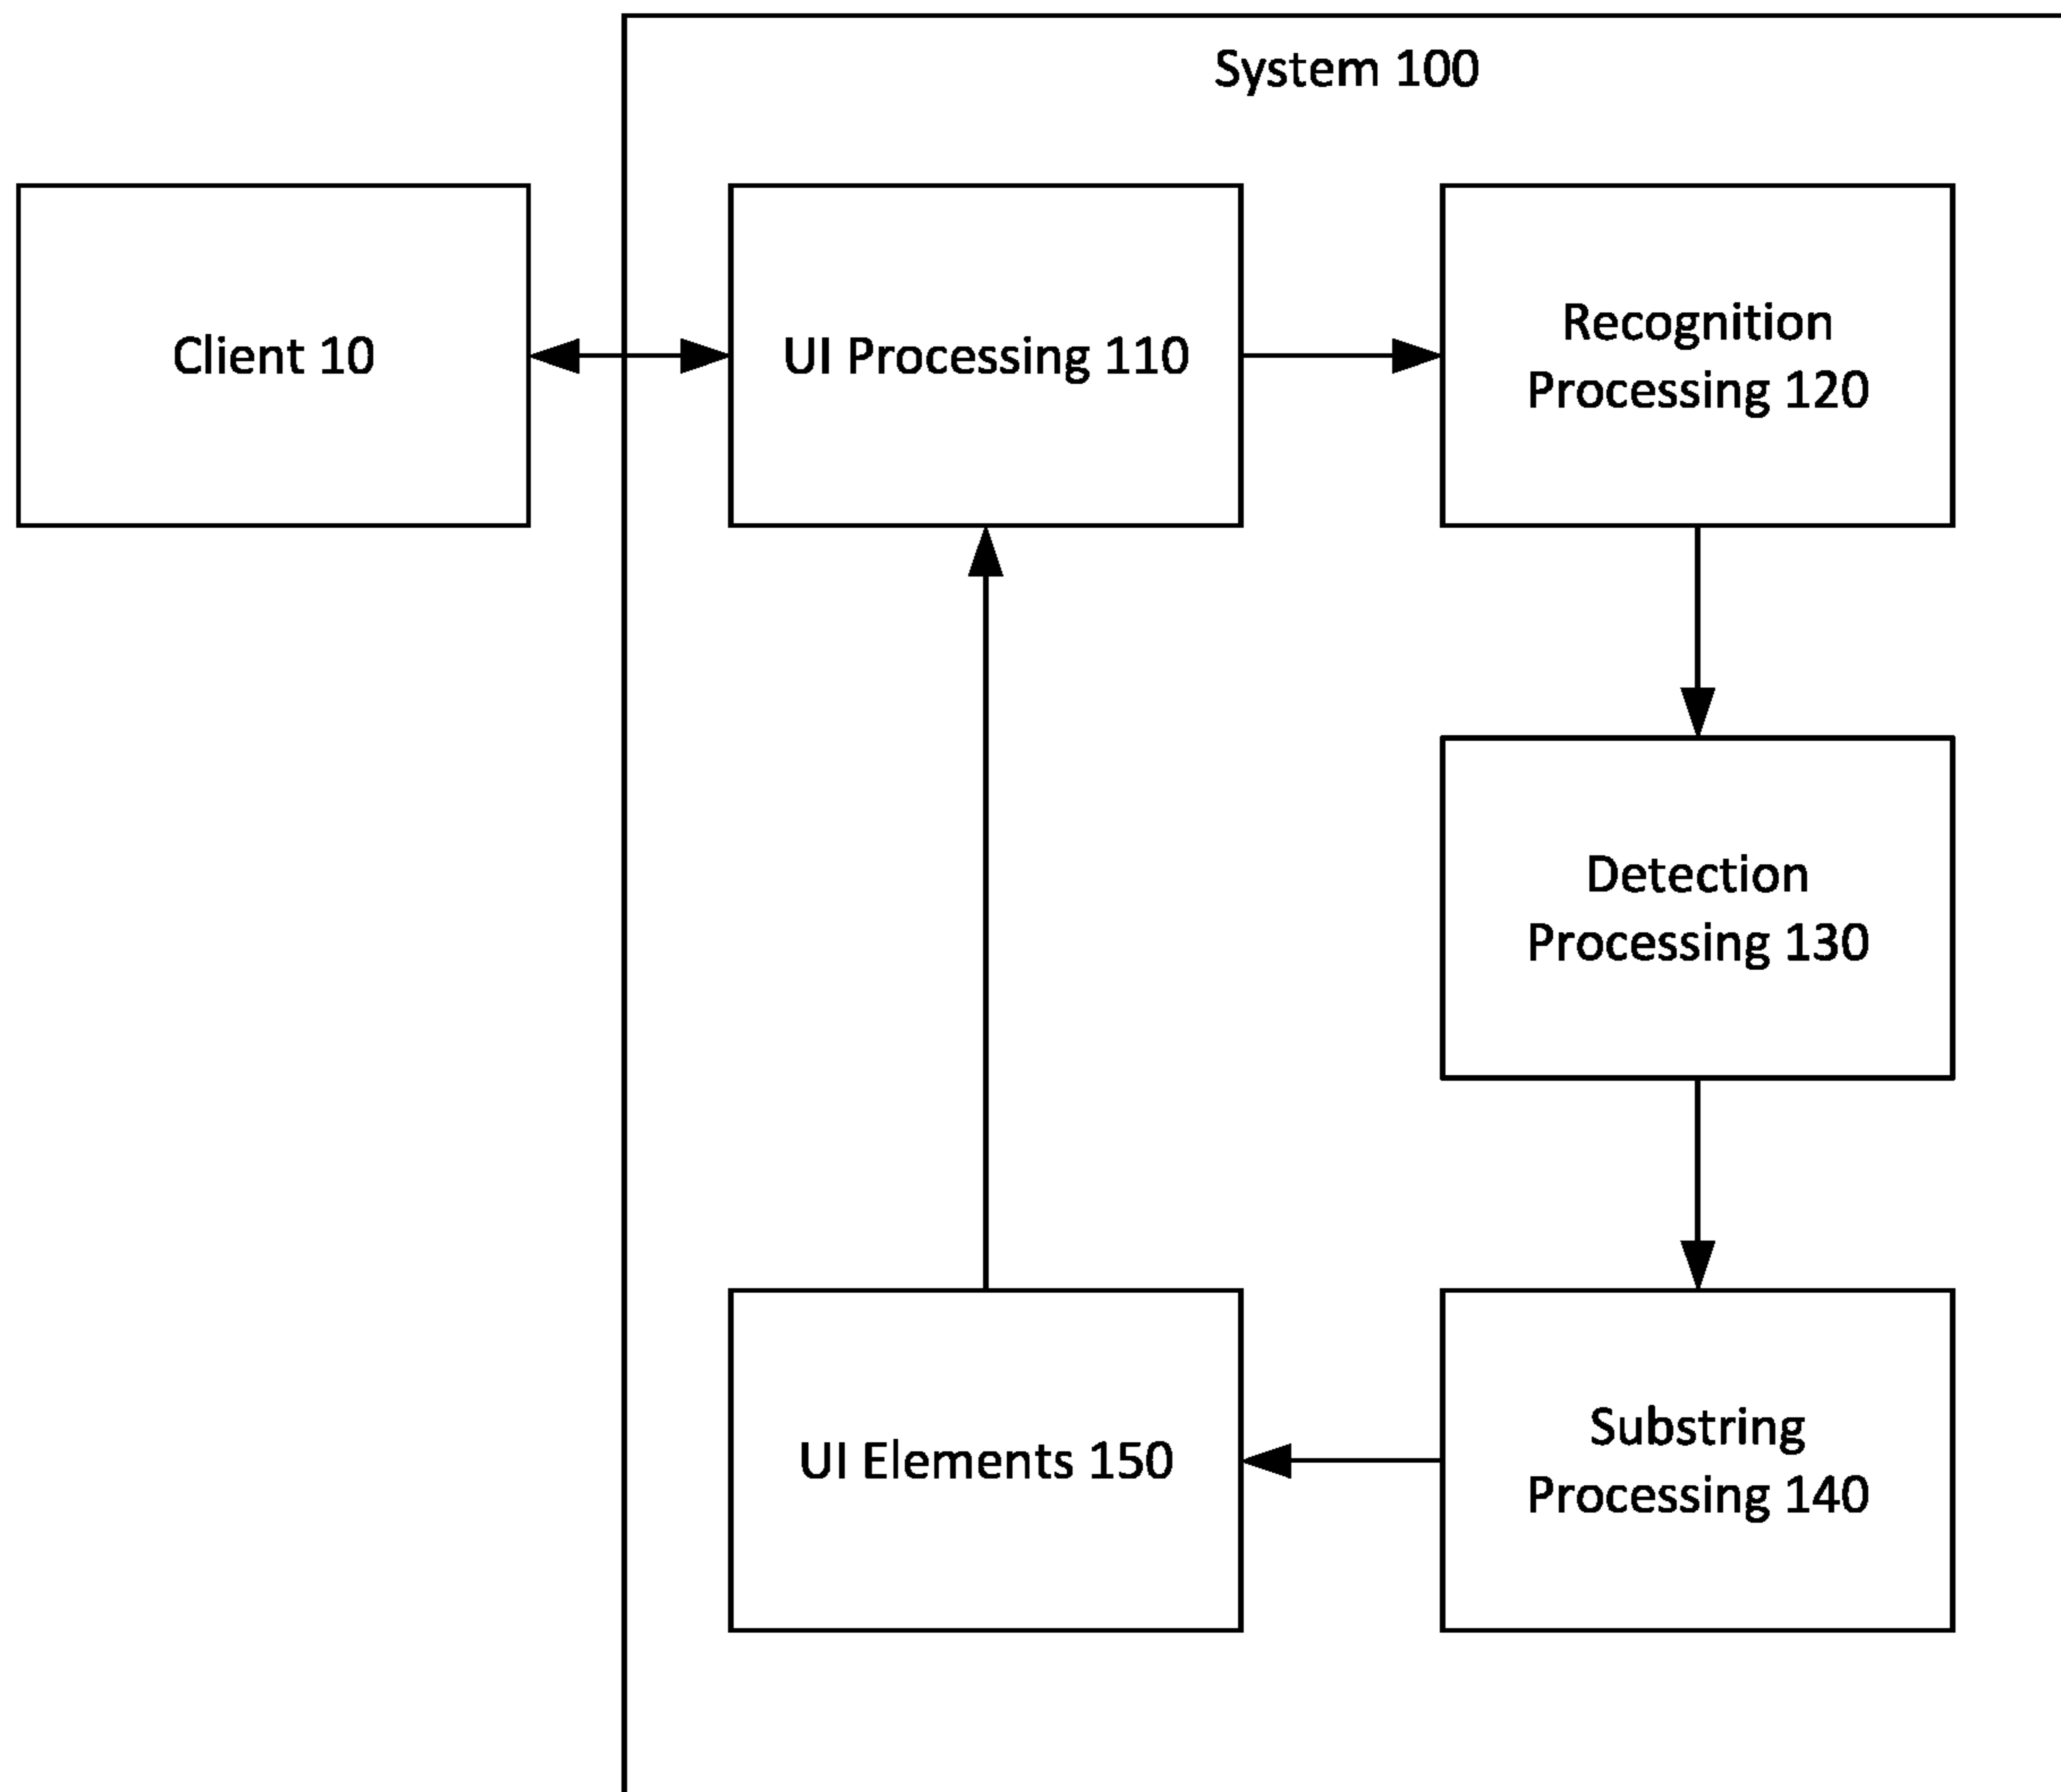 System 100
Client 10
UI Processing 110
Recognition
Processing 120
Detection
Processing 130
UI Elements 150
Substring
Processing 140